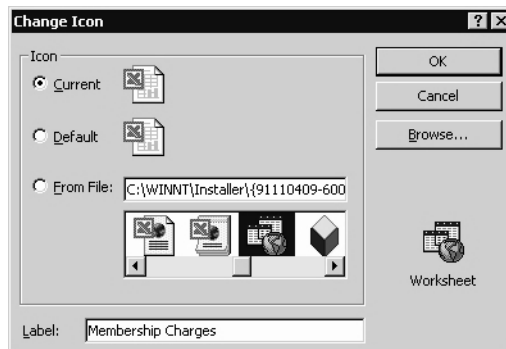 Change Icon
Icon
Current
OK
Cancel
Default
Browse...
From File: C:\WINNT\Installer\{91110409-600
Worksheet
Label: Membership Charges